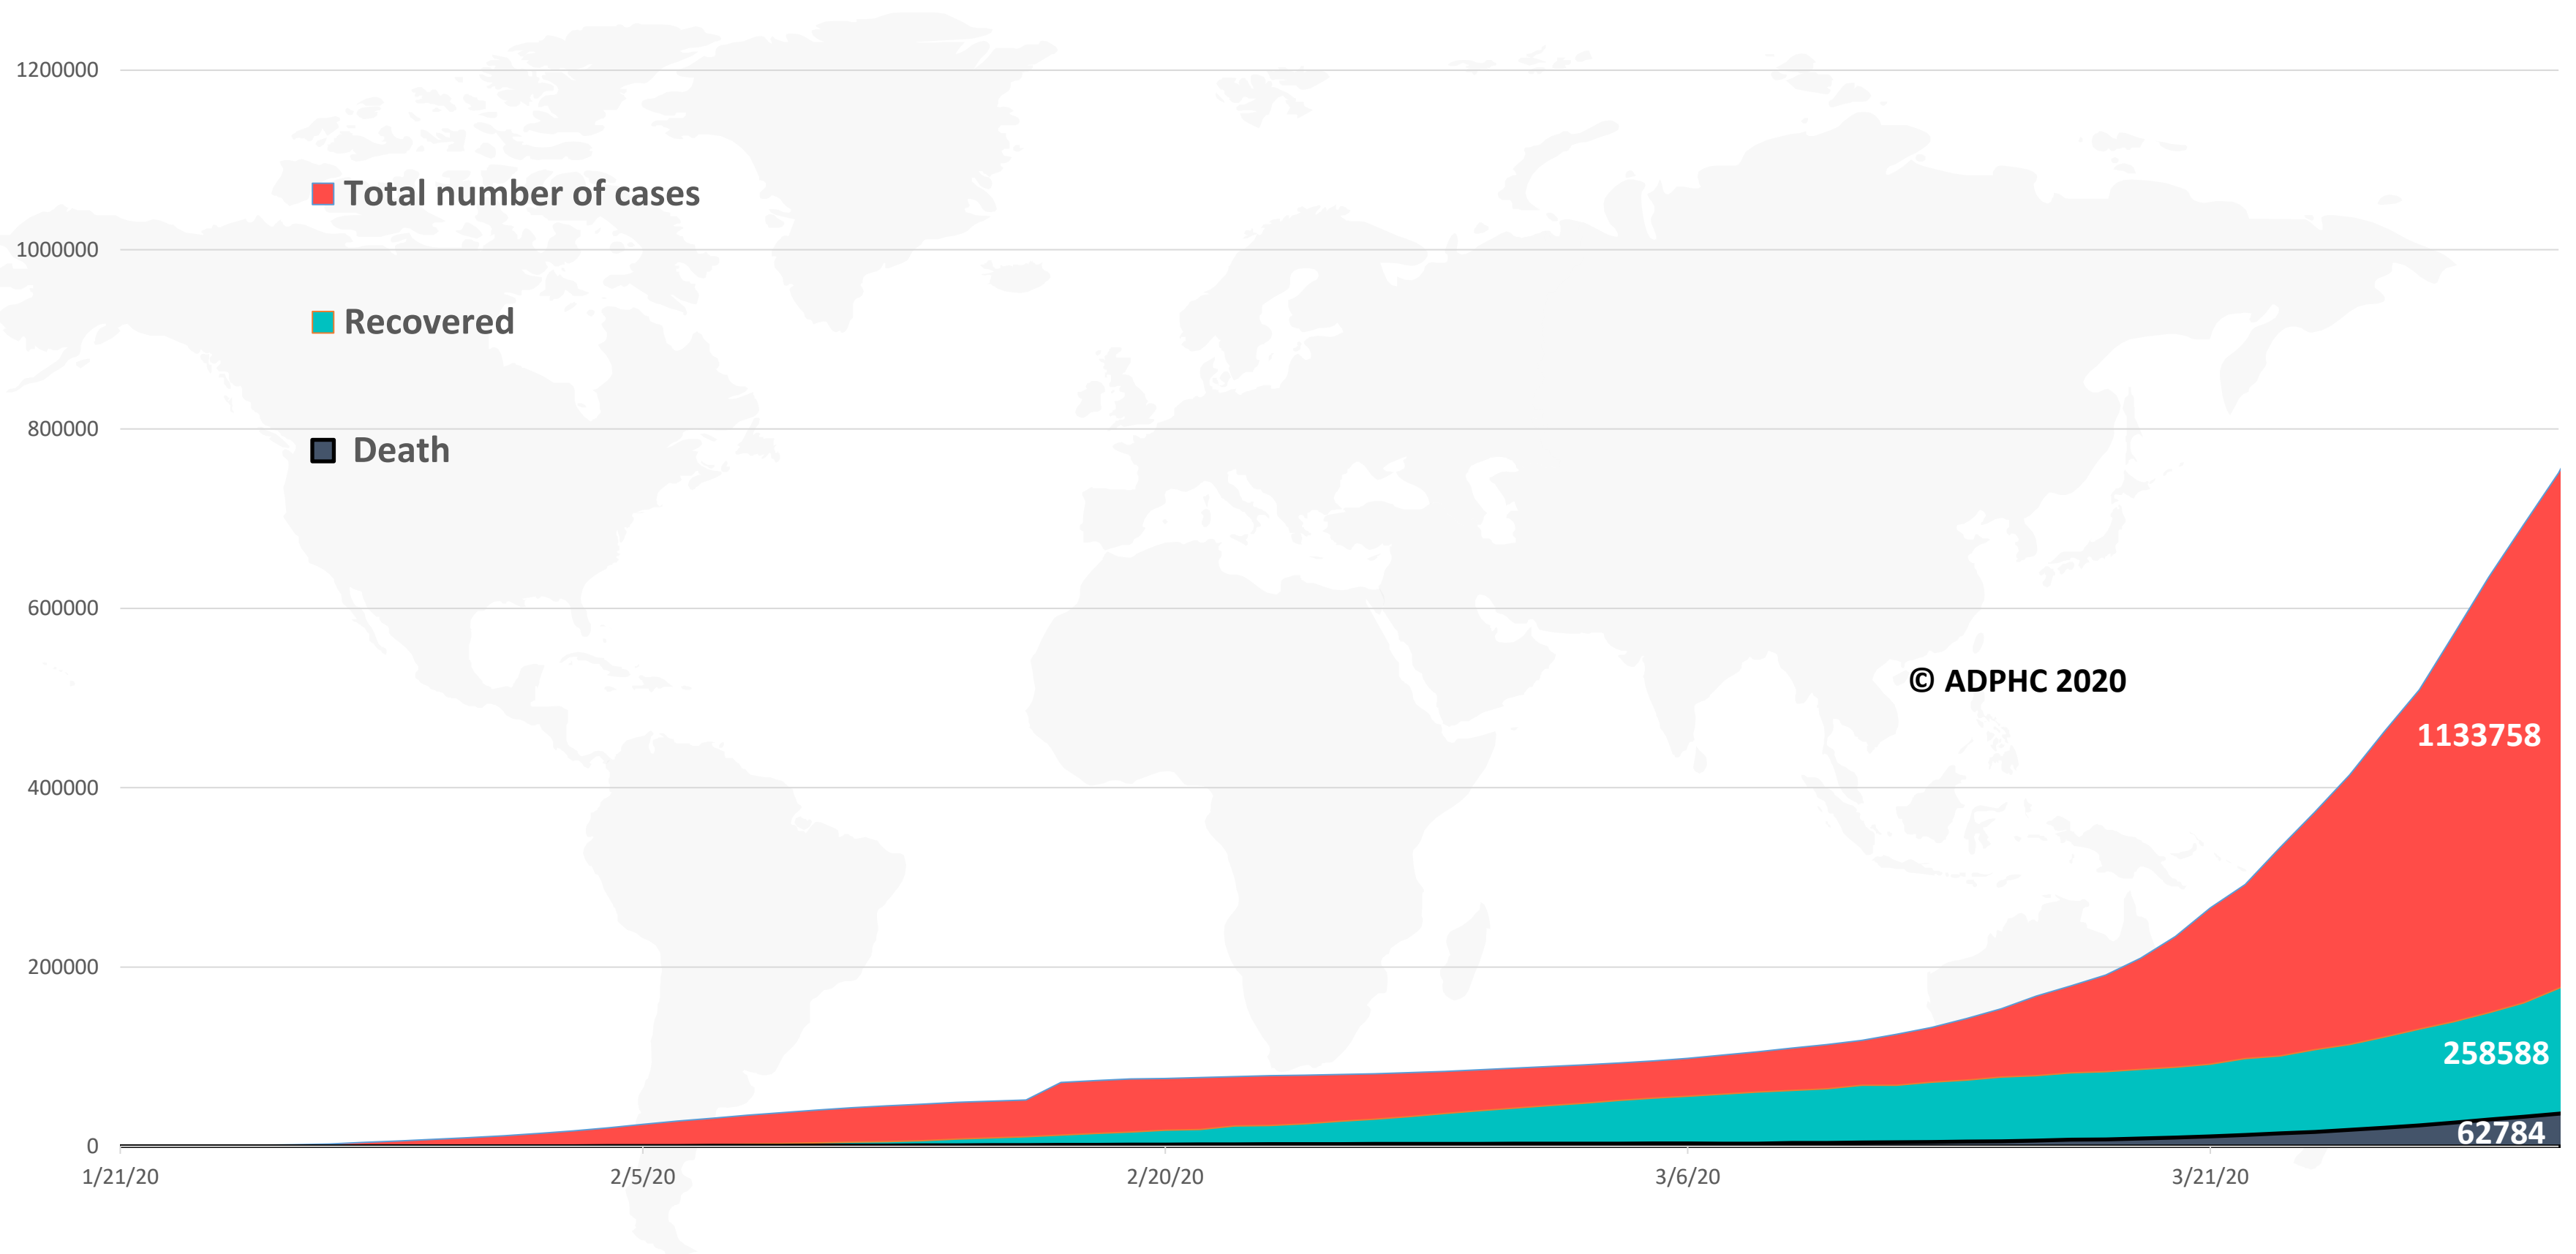 1200000
1000000
800000
600000
400000
200000
0
Total number of cases
Recovered
Death
© ADPHC 2020
1133758
258588
62784
1/21/20 2/5/20 2/20/20 3/6/20 3/21/20